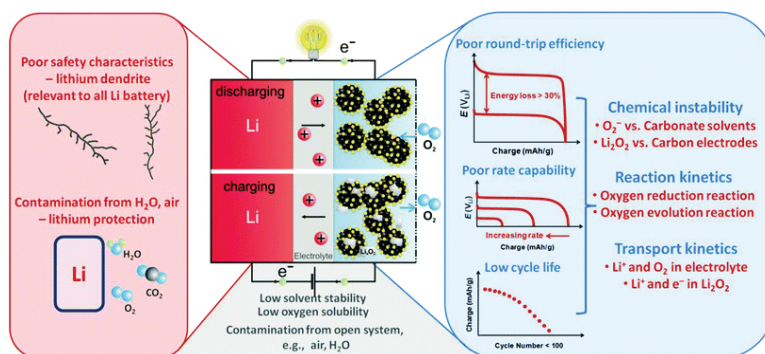 Poor safety characteristics
– lithium dendrite
(relevant to all Li battery)
Contamination from H₂O, air
– lithium protection
Li
H₂O
CO₂
O₂
e⁻
discharging
Li
+
+
+
O₂
charging
Li
+
+
+
O₂
Electrolyte
Li₂O₂
e⁻
Low solvent stability
Low oxygen solubility
Contamination from open system,
e.g., air, H₂O
Poor round-trip efficiency
E (V_Li)
Energy loss > 30%
Charge (mAh/g)
Poor rate capability
E (V_Li)
Increasing rate
Charge (mAh/g)
Low cycle life
Charge (mAh/g)
Cycle Number < 100
Chemical instability
• O₂⁻ vs. Carbonate solvents
• Li₂O₂ vs. Carbon electrodes
Reaction kinetics
• Oxygen reduction reaction
• Oxygen evolution reaction
Transport kinetics
• Li⁺ and O₂ in electrolyte
• Li⁺ and e⁻ in Li₂O₂